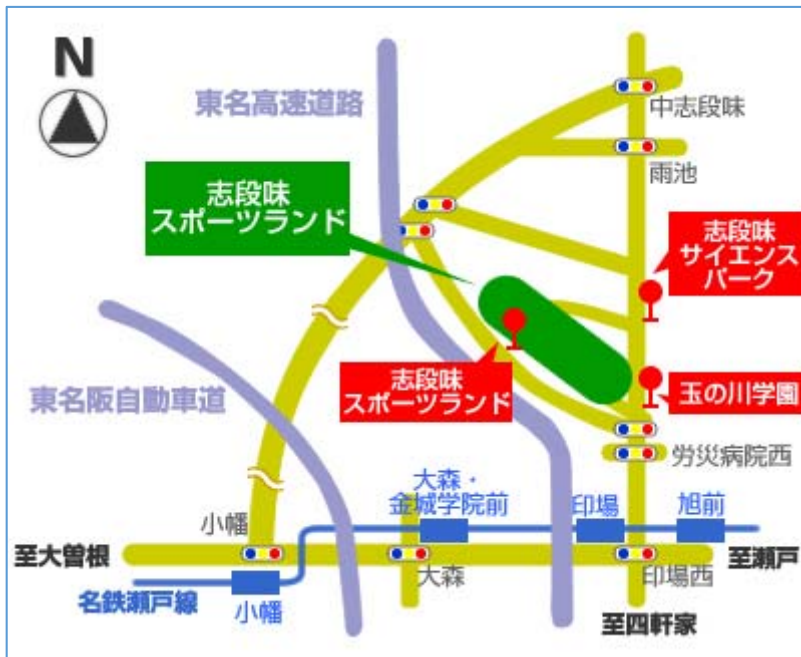 N
東名高速道路
中志段味
雨池
志段味
スポーツランド
志段味
サイエンス
パーク
東名阪自動車道
志段味
スポーツランド
玉の川学園
労災病院西
大森・
金城学院前
印場
旭前
小幡
至大曽根
大森
印場西
至瀬戸
名鉄瀬戸線
小幡
至四軒家